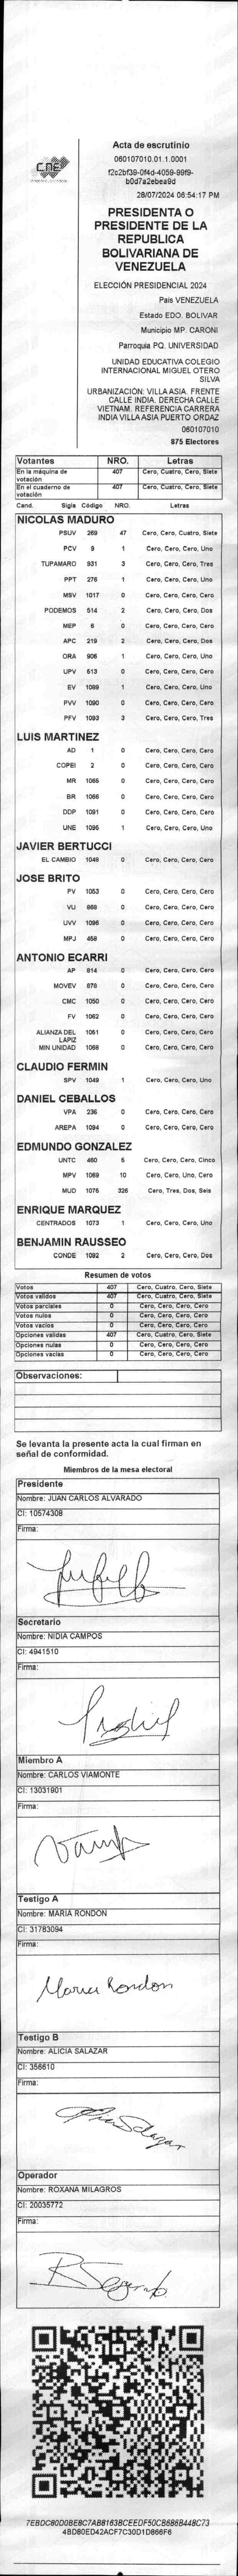 CNE
Acta de escrutinio
060107010.01.1.0001
f2c2bf39-0f4d-4059-99f9-
b0d7a2ebea9d
28/07/2024 06:54:17 PM
PRESIDENTA O
PRESIDENTE DE LA
REPUBLICA
BOLIVARIANA DE
VENEZUELA
ELECCIÓN PRESIDENCIAL 2024
País VENEZUELA
Estado EDO. BOLIVAR
Municipio MP. CARONI
Parroquia PQ. UNIVERSIDAD
UNIDAD EDUCATIVA COLEGIO
INTERNACIONAL MIGUEL OTERO
SILVA
URBANIZACIÓN: VILLA ASIA. FRENTE
CALLE INDIA. DERECHA CALLE
VIETNAM. REFERENCIA CARRERA
INDIA VILLA ASIA PUERTO ORDAZ
060107010
875 Electores
Votantes NRO. Letras
En la máquina de votación 407 Cero, Cuatro, Cero, Siete
En el cuaderno de votación 407 Cero, Cuatro, Cero, Siete
Cand. Sigla Código NRO. Letras
NICOLAS MADURO
PSUV 269 47 Cero, Cero, Cuatro, Siete
PCV 9 1 Cero, Cero, Cero, Uno
TUPAMARO 931 3 Cero, Cero, Cero, Tres
PPT 276 1 Cero, Cero, Cero, Uno
MSV 1017 0 Cero, Cero, Cero, Cero
PODEMOS 514 2 Cero, Cero, Cero, Dos
MEP 6 0 Cero, Cero, Cero, Cero
APC 219 2 Cero, Cero, Cero, Dos
ORA 906 1 Cero, Cero, Cero, Uno
UPV 513 0 Cero, Cero, Cero, Cero
EV 1089 1 Cero, Cero, Cero, Uno
PVV 1090 0 Cero, Cero, Cero, Cero
PFV 1093 3 Cero, Cero, Cero, Tres
LUIS MARTINEZ
AD 1 0 Cero, Cero, Cero, Cero
COPEI 2 0 Cero, Cero, Cero, Cero
MR 1065 0 Cero, Cero, Cero, Cero
BR 1066 0 Cero, Cero, Cero, Cero
DDP 1091 0 Cero, Cero, Cero, Cero
UNE 1095 1 Cero, Cero, Cero, Uno
JAVIER BERTUCCI
EL CAMBIO 1048 0 Cero, Cero, Cero, Cero
JOSE BRITO
PV 1053 0 Cero, Cero, Cero, Cero
VU 868 0 Cero, Cero, Cero, Cero
UVV 1096 0 Cero, Cero, Cero, Cero
MPJ 458 0 Cero, Cero, Cero, Cero
ANTONIO ECARRI
AP 814 0 Cero, Cero, Cero, Cero
MOVEV 878 0 Cero, Cero, Cero, Cero
CMC 1050 0 Cero, Cero, Cero, Cero
FV 1062 0 Cero, Cero, Cero, Cero
ALIANZA DEL LAPIZ 1051 0 Cero, Cero, Cero, Cero
MIN UNIDAD 1068 0 Cero, Cero, Cero, Cero
CLAUDIO FERMIN
SPV 1049 1 Cero, Cero, Cero, Uno
DANIEL CEBALLOS
VPA 236 0 Cero, Cero, Cero, Cero
AREPA 1094 0 Cero, Cero, Cero, Cero
EDMUNDO GONZALEZ
UNTC 460 5 Cero, Cero, Cero, Cinco
MPV 1069 10 Cero, Cero, Uno, Cero
MUD 1075 326 Cero, Tres, Dos, Seis
ENRIQUE MARQUEZ
CENTRADOS 1073 1 Cero, Cero, Cero, Uno
BENJAMIN RAUSSEO
CONDE 1092 2 Cero, Cero, Cero, Dos
Resumen de votos
Votos 407 Cero, Cuatro, Cero, Siete
Votos validos 407 Cero, Cuatro, Cero, Siete
Votos parciales 0 Cero, Cero, Cero, Cero
Votos nulos 0 Cero, Cero, Cero, Cero
Votos vacios 0 Cero, Cero, Cero, Cero
Opciones validas 407 Cero, Cuatro, Cero, Siete
Opciones nulas 0 Cero, Cero, Cero, Cero
Opciones vacias 0 Cero, Cero, Cero, Cero
Observaciones:
Se levanta la presente acta la cual firman en
señal de conformidad.
Miembros de la mesa electoral
Presidente
Nombre: JUAN CARLOS ALVARADO
CI: 10574308
Firma:
Secretario
Nombre: NIDIA CAMPOS
CI: 4941510
Firma:
Miembro A
Nombre: CARLOS VIAMONTE
CI: 13031901
Firma:
Testigo A
Nombre: MARIA RONDON
CI: 31783094
Firma:
Maria Rondon
Testigo B
Nombre: ALICIA SALAZAR
CI: 356610
Firma:
Operador
Nombre: ROXANA MILAGROS
CI: 20035772
Firma:
7EBDC80D0BE8C7AB8163BCEEDF50CB686B448C73
4BD80ED42ACF7C30D1D866F6